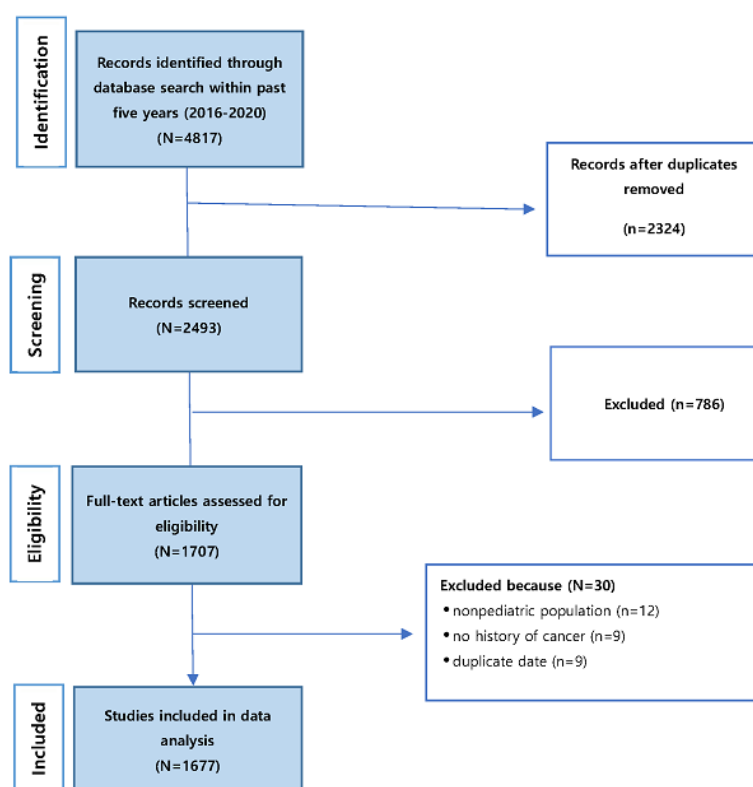 Identification
Records identified through
database search within past
five years (2016-2020)
(N=4817)
Records after duplicates
removed
(n=2324)
Screening
Records screened
(N=2493)
Excluded (n=786)
Eligibility
Full-text articles assessed for
eligibility
(N=1707)
Excluded because (N=30)
• nonpediatric population (n=12)
• no history of cancer (n=9)
• duplicate date (n=9)
Included
Studies included in data
analysis
(N=1677)